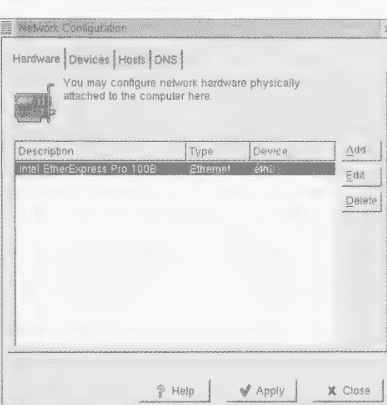 Network Configuration
Hardware Devices Hosts DNS
You may configure network hardware physically
attached to the computer here.
Description Type Device
Intel EtherExpress Pro 100B Ethernet eth0
Add
Edit
Delete
Help Apply Close